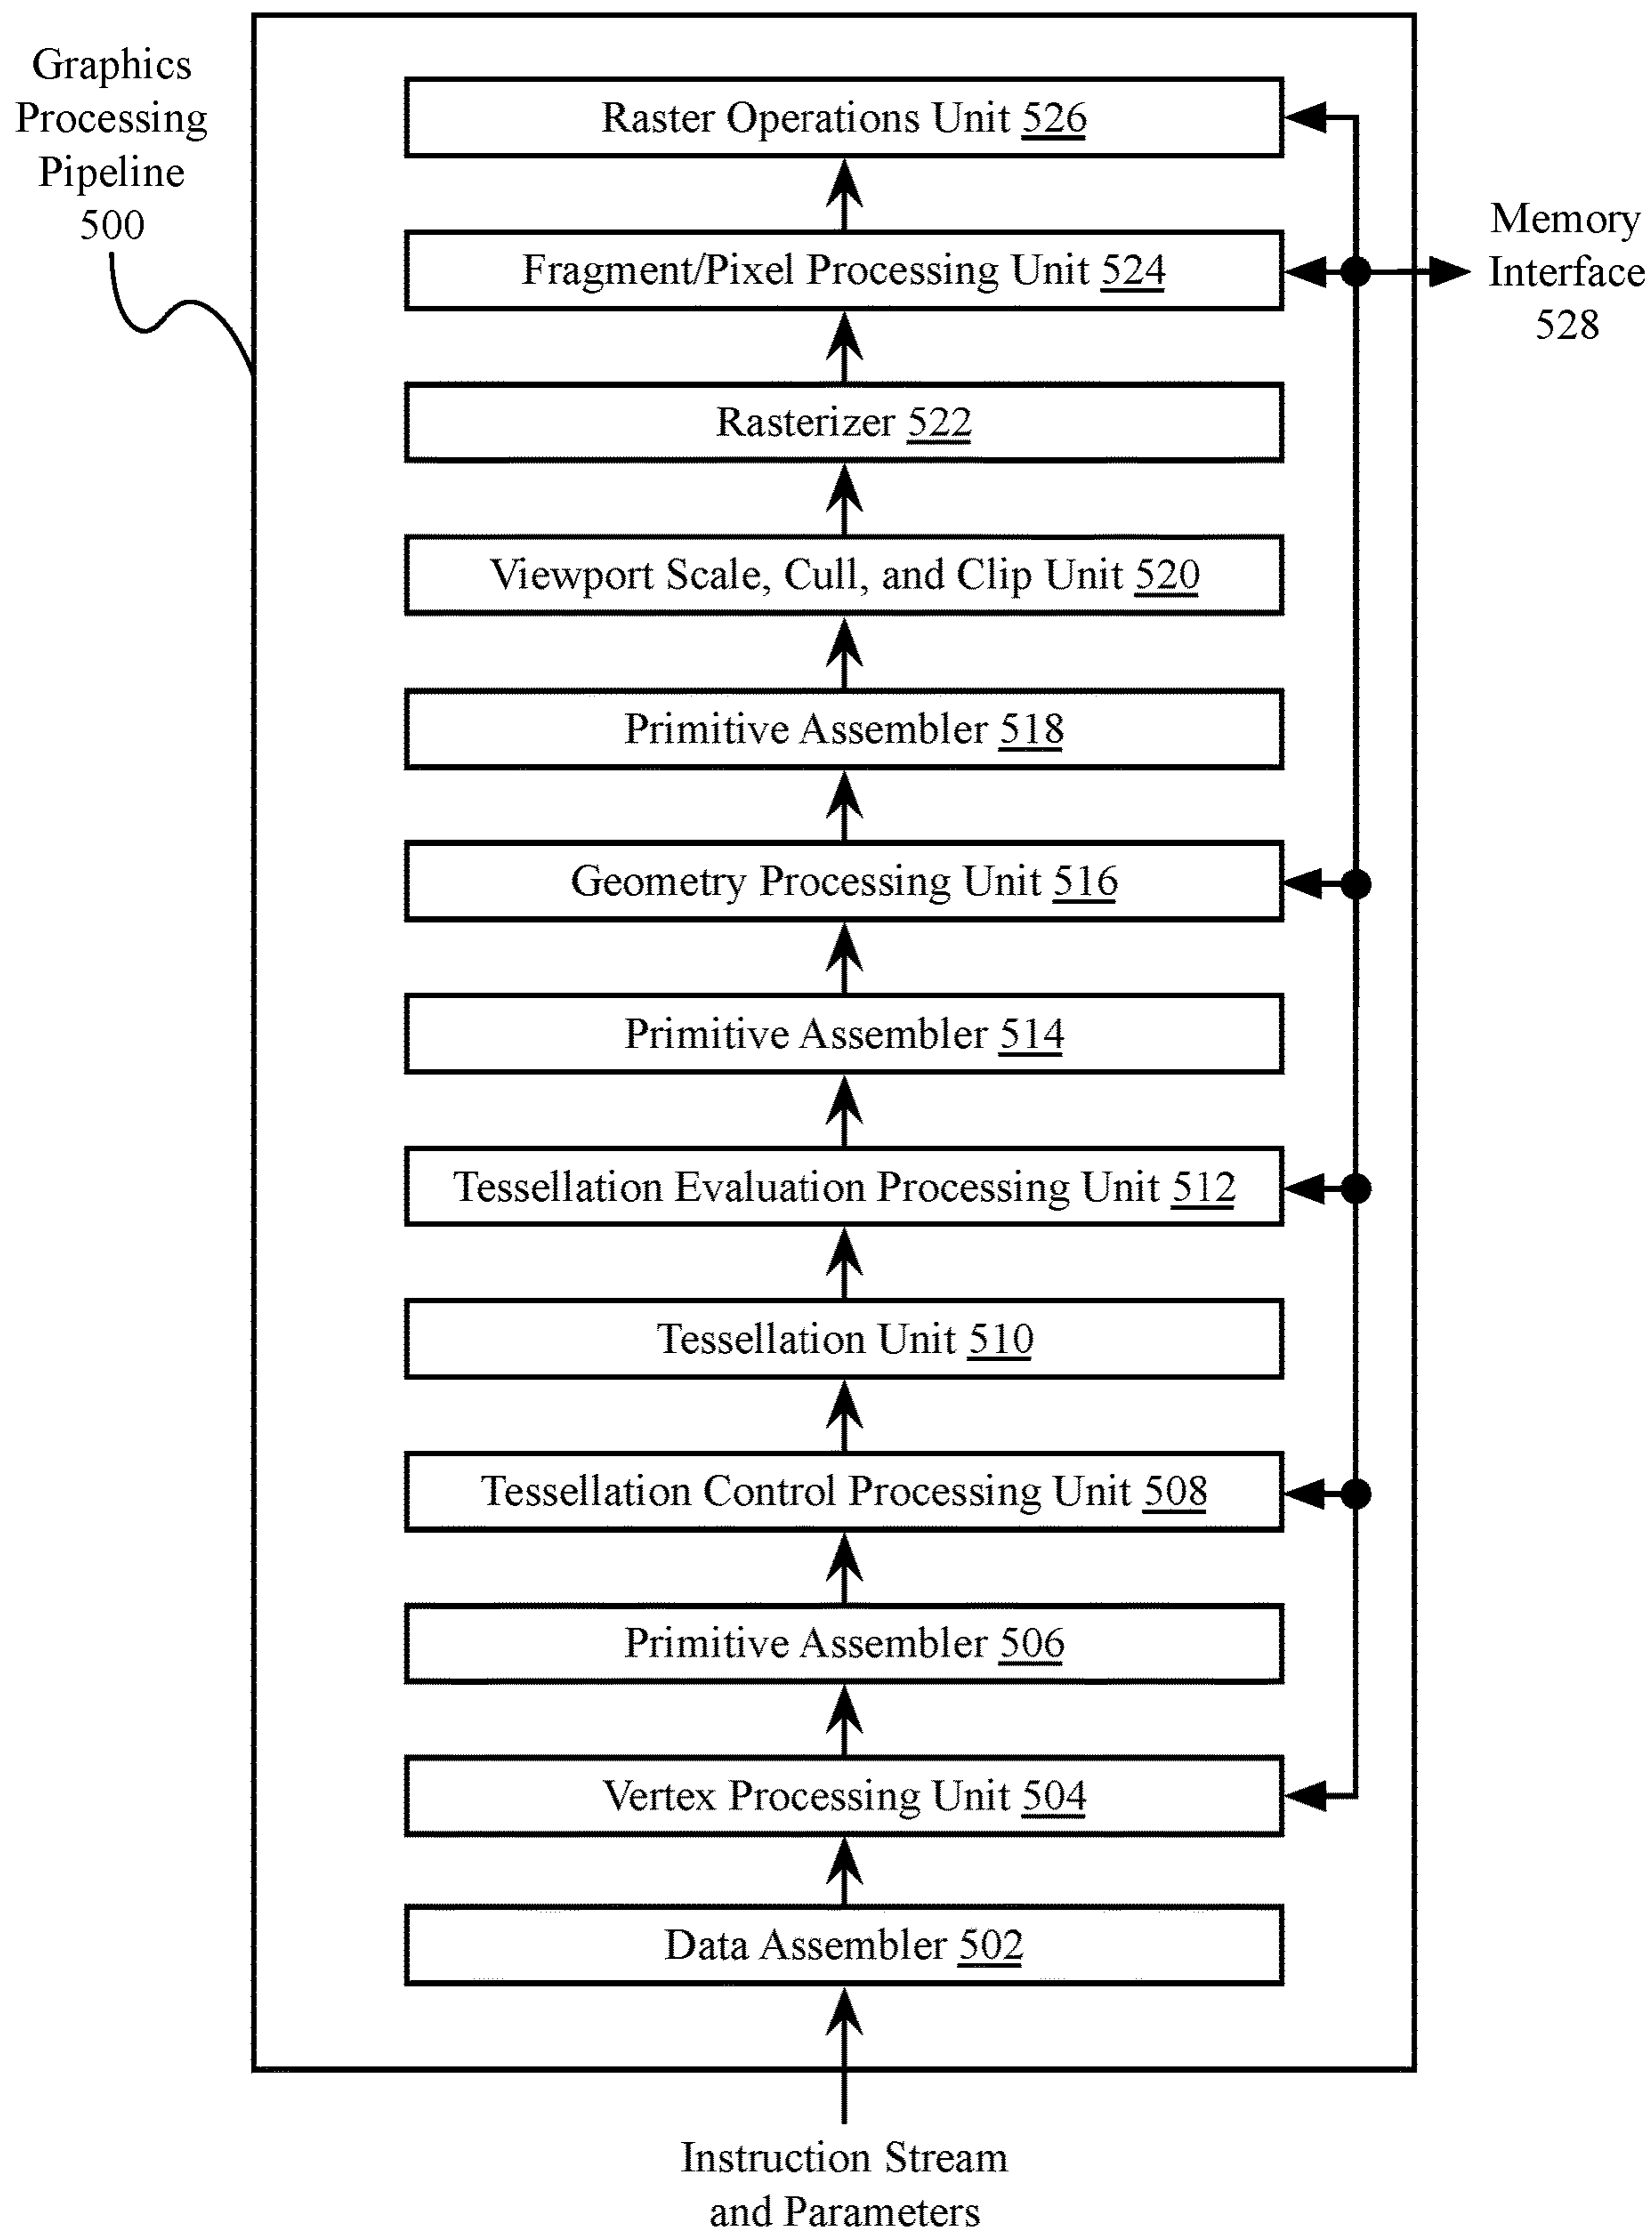 Graphics
Processing
Pipeline
500
Raster Operations Unit 526
Fragment/Pixel Processing Unit 524
Memory
Interface
528
Rasterizer 522
Viewport Scale, Cull, and Clip Unit 520
Primitive Assembler 518
Geometry Processing Unit 516
Primitive Assembler 514
Tessellation Evaluation Processing Unit 512
Tessellation Unit 510
Tessellation Control Processing Unit 508
Primitive Assembler 506
Vertex Processing Unit 504
Data Assembler 502
Instruction Stream
and Parameters